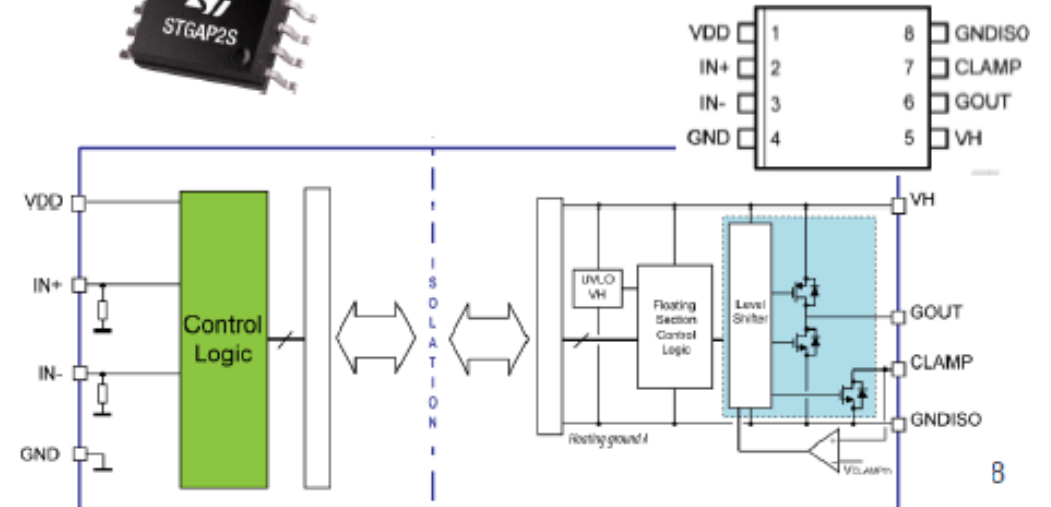 STGAP2S
VDD 1 8 GNDISO
IN+ 2 7 CLAMP
IN- 3 6 GOUT
GND 4 5 VH
VDD
IN+
IN-
GND
Control
Logic
ISOLATION
UVLO
VH
Floating
Section
Control
Logic
Level
Shifter
VH
GOUT
CLAMP
GNDISO
Floating ground A
+
-
VCLAMPth
8